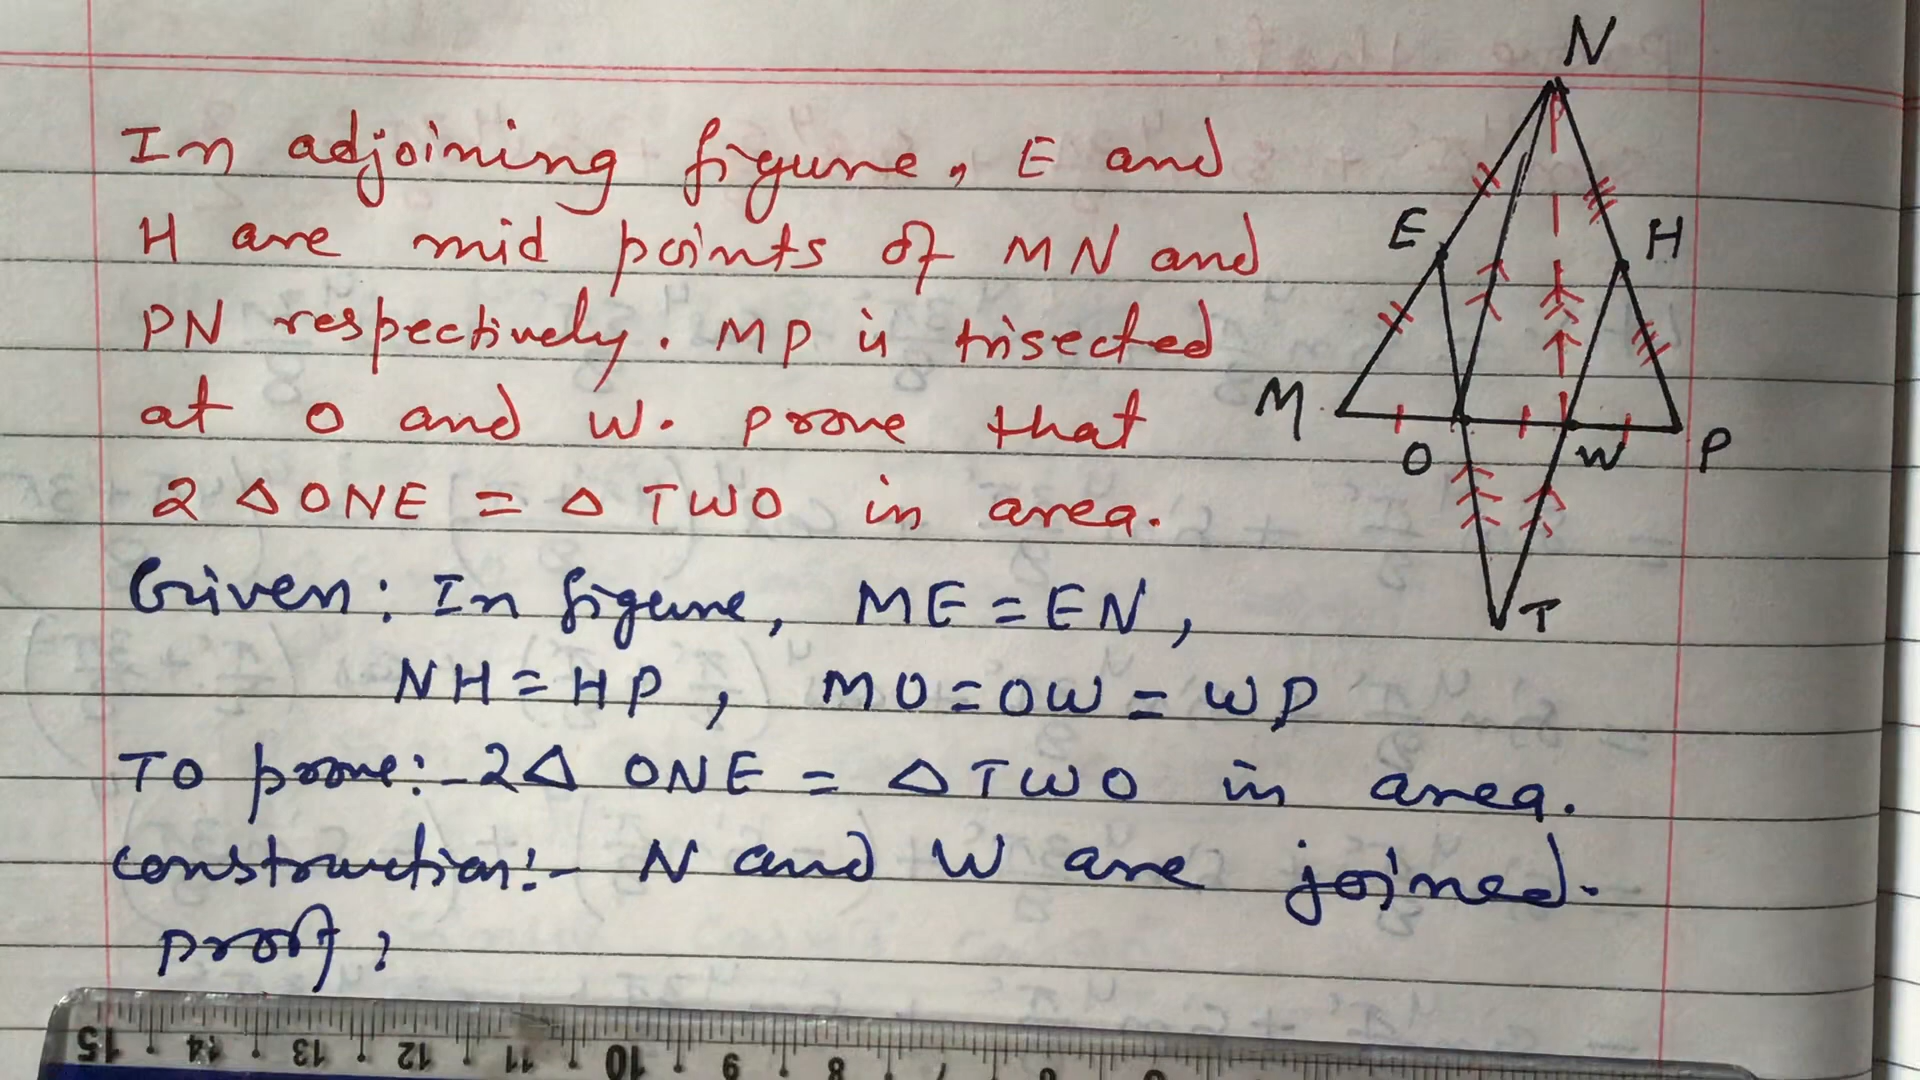 In adjoining figure, E and
H are mid points of MN and
PN respectively. MP is trisected
at O and W. prove that
2 △ ONE = △ TWO in area.
Given: In figure, ME = EN,
NH = HP, MO = OW = WP
To prove:- 2△ ONE = △ TWO in area.
construction:- N and W are joined.
proof:
N
E
H
M
O
W
P
T
15 14 13 12 11 10 9 8 7